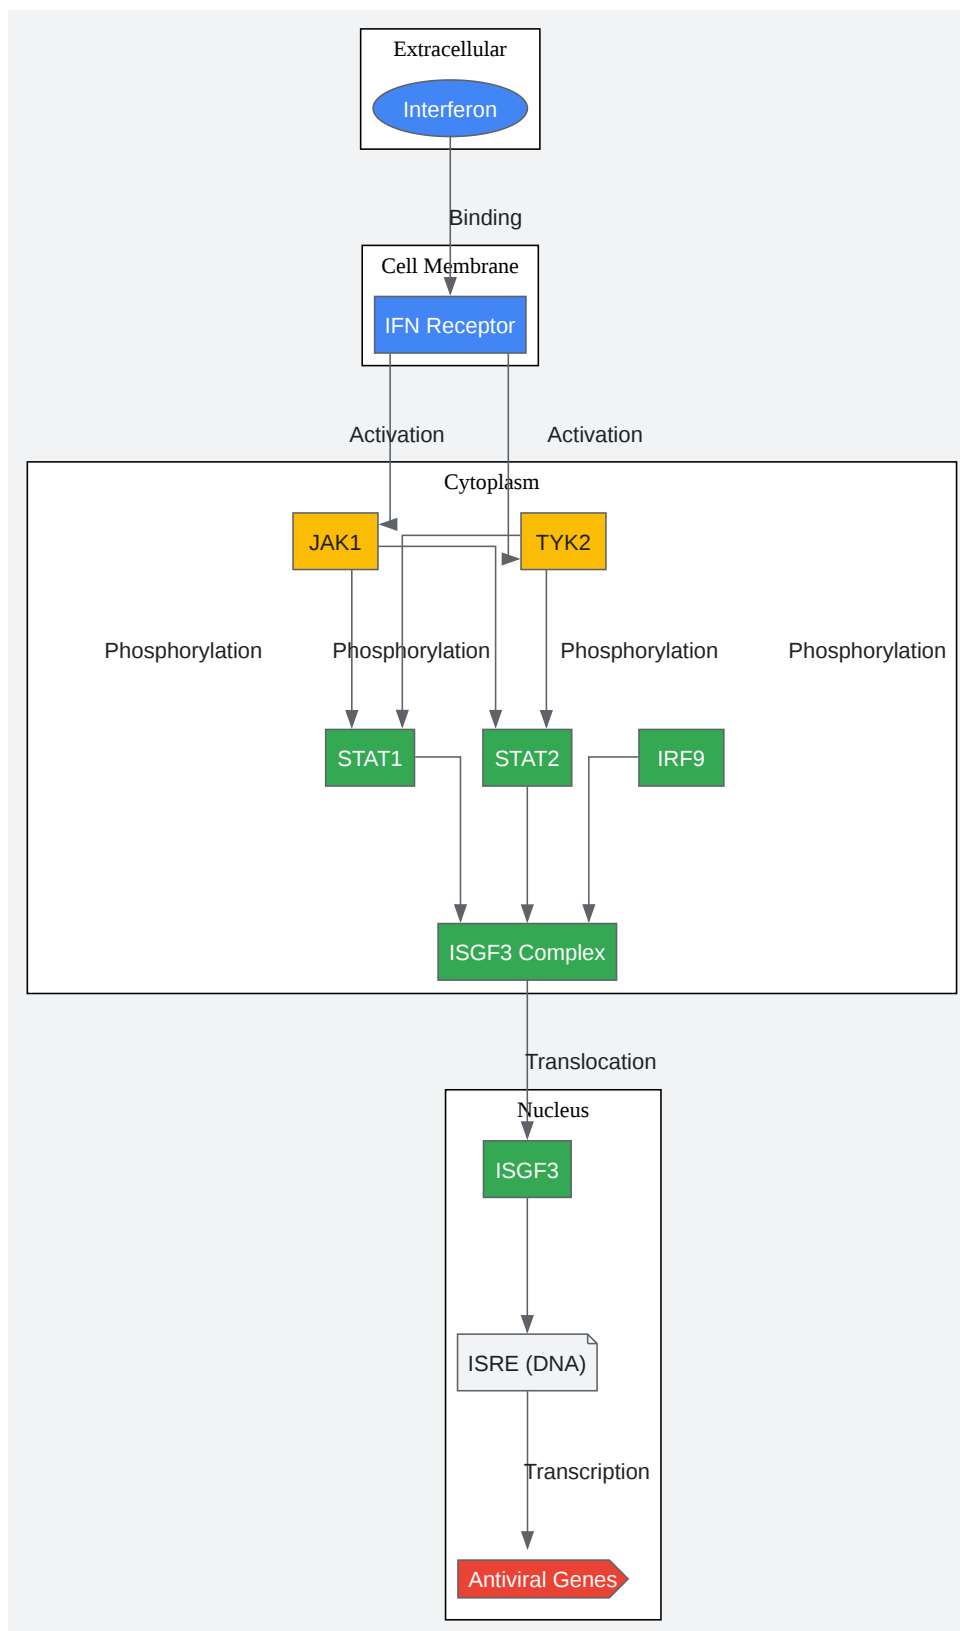 Extracellular
Interferon
Binding
Cell Membrane
IFN Receptor
Activation
Activation
Cytoplasm
JAK1
TYK2
Phosphorylation
Phosphorylation
Phosphorylation
Phosphorylation
STAT1
STAT2
IRF9
ISGF3 Complex
Translocation
Nucleus
ISGF3
ISRE (DNA)
Transcription
Antiviral Genes